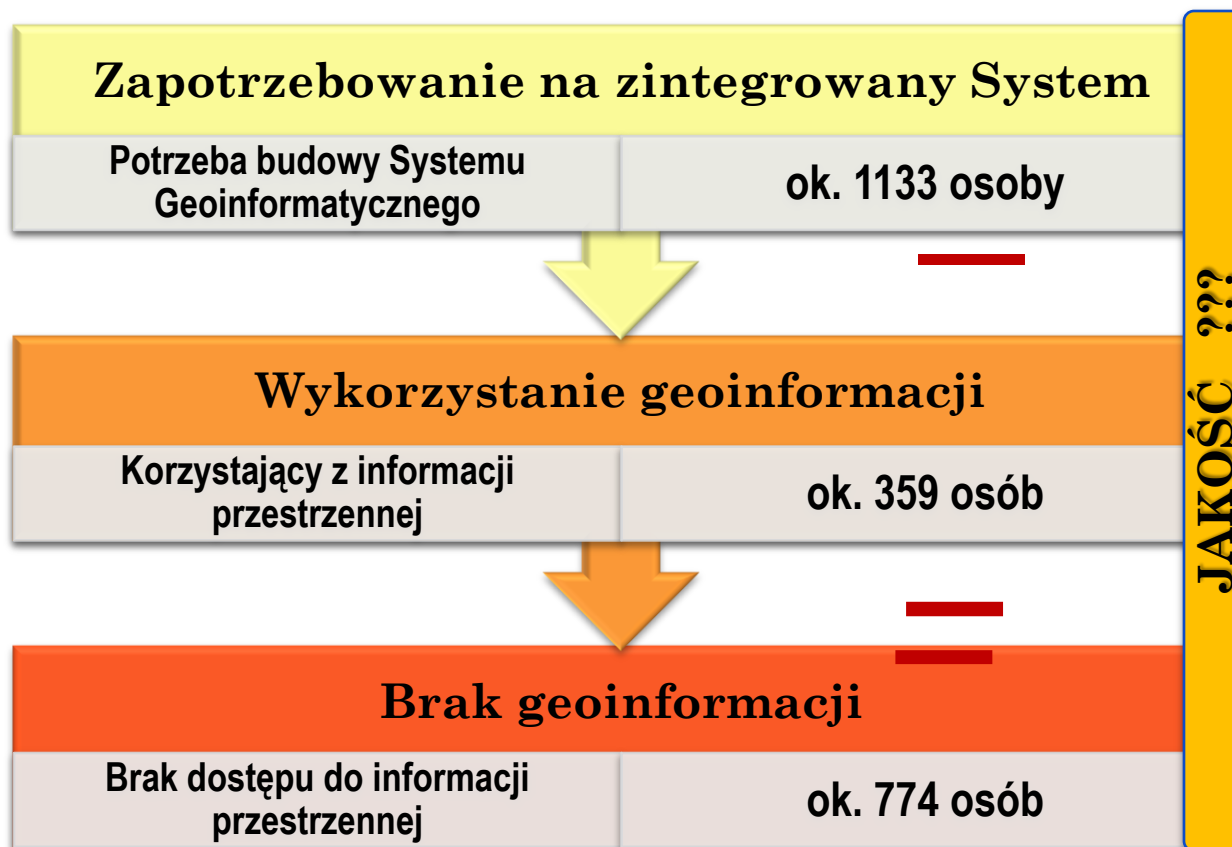 Zapotrzebowanie na zintegrowany System
Potrzeba budowy Systemu
Geoinformatycznego
ok. 1133 osoby
Wykorzystanie geoinformacji
Korzystający z informacji
przestrzennej
ok. 359 osób
Brak geoinformacji
Brak dostępu do informacji
przestrzennej
ok. 774 osób
JAKOŚĆ ???